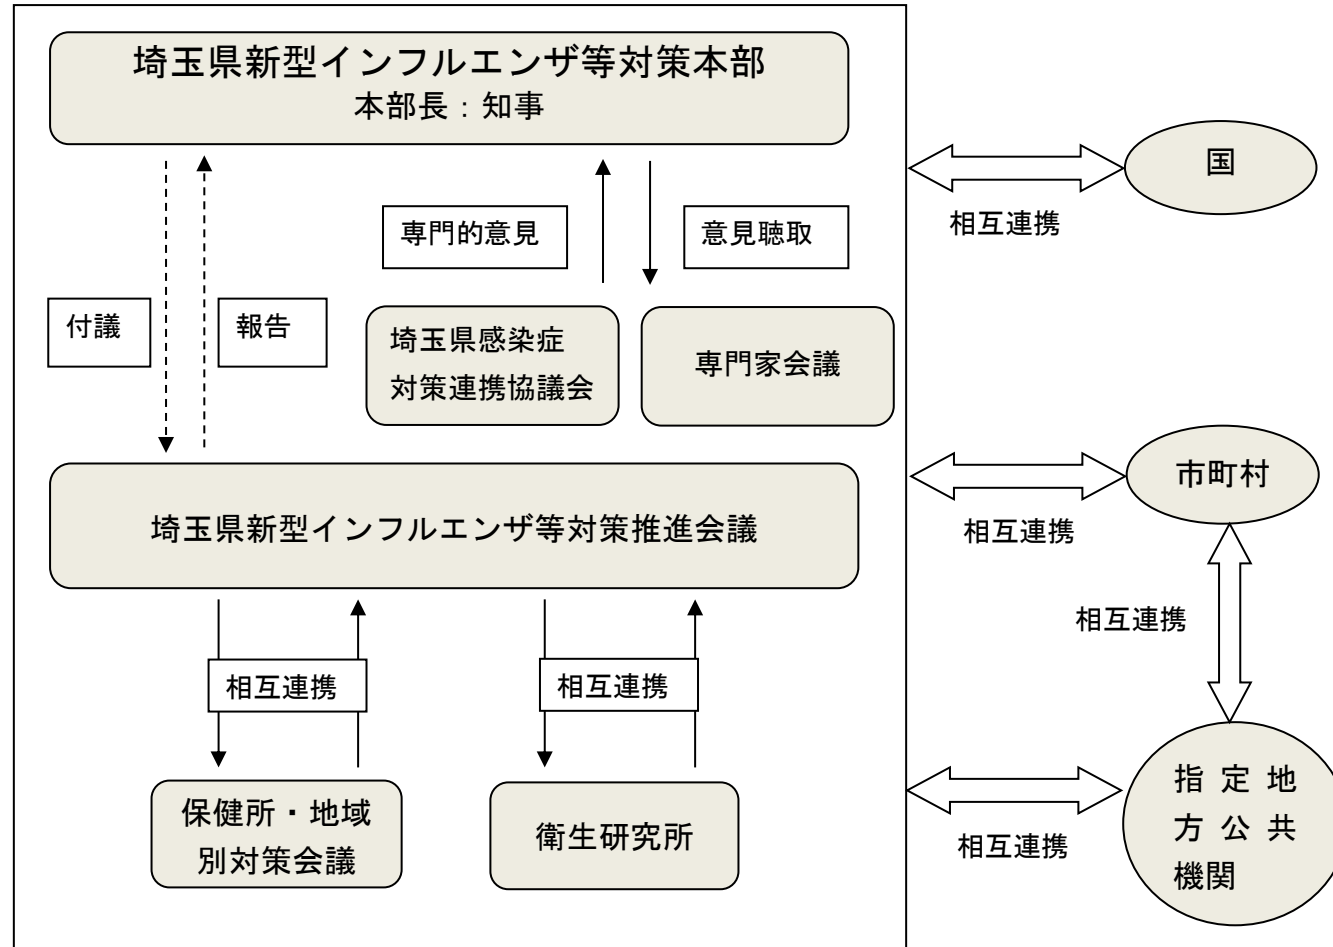 埼玉県新型インフルエンザ等対策本部
本部長：知事
国
相互連携
専門的意見
意見聴取
付議
報告
埼玉県感染症
対策連携協議会
専門家会議
市町村
相互連携
埼玉県新型インフルエンザ等対策推進会議
相互連携
相互連携
相互連携
保健所・地域
別対策会議
衛生研究所
指定地
方公共
機関
相互連携